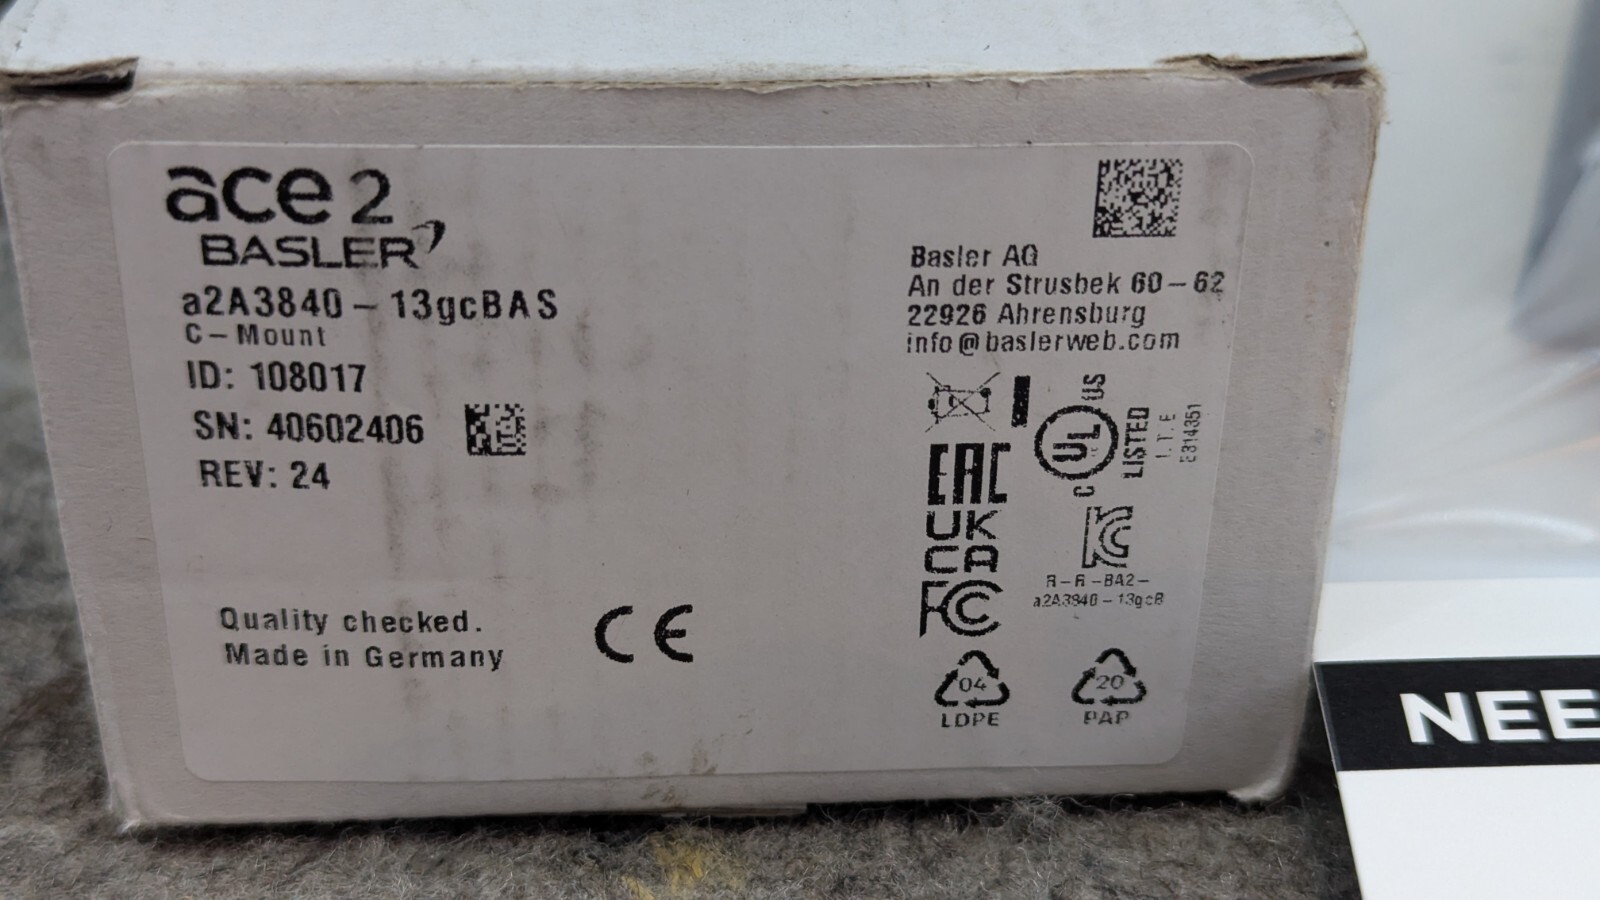 ace 2
BASLER
a2A3840-13gcBAS
C-Mount
ID: 108017
SN: 40602406
REV: 24
Quality checked.
Made in Germany
CE
Basler AG
An der Strusbek 60-62
22926 Ahrensburg
info@baslerweb.com
EAC
UK
CA
FC
C UL US
LISTED
I.T.E
E314351
KC
R-R-BA2-
a2A3840-13gcB
04
LDPE
20
PAP
NEE